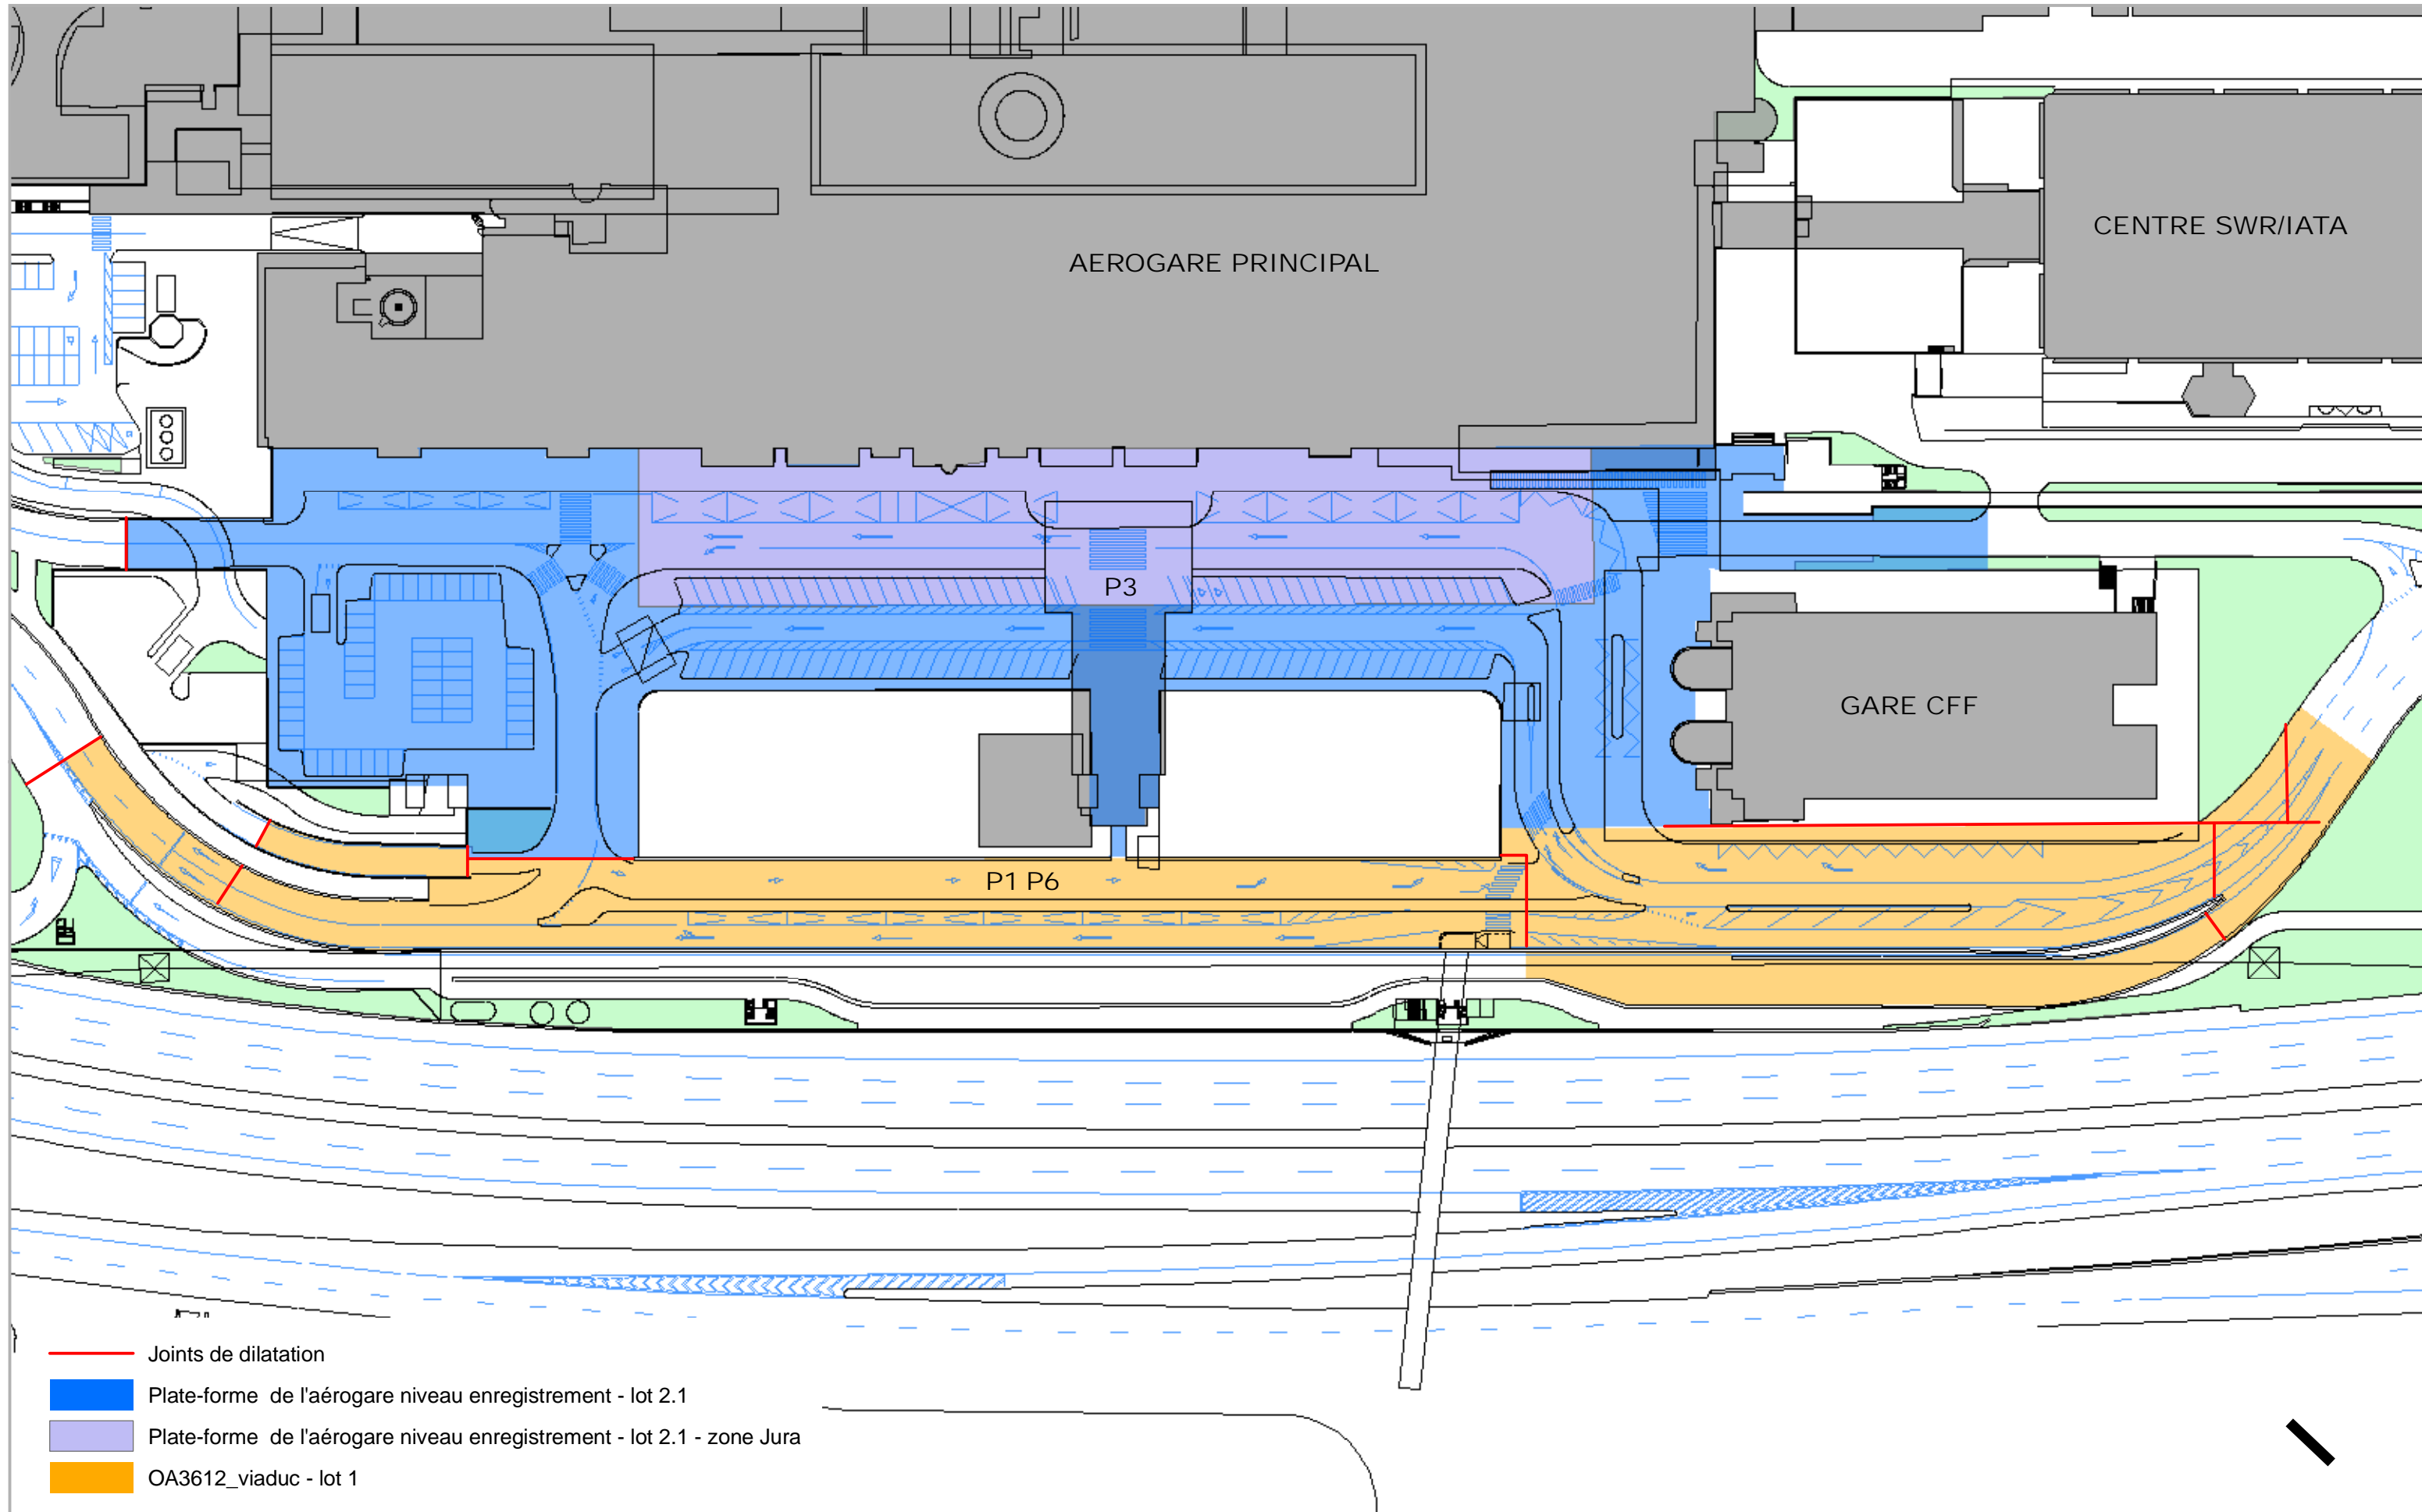 CENTRE SWR/IATA
AEROGARE PRINCIPAL
P3
GARE CFF
P1 P6
Joints de dilatation
Plate-forme de l'aérogare niveau enregistrement - lot 2.1
Plate-forme de l'aérogare niveau enregistrement - lot 2.1 - zone Jura
OA3612_viaduc - lot 1